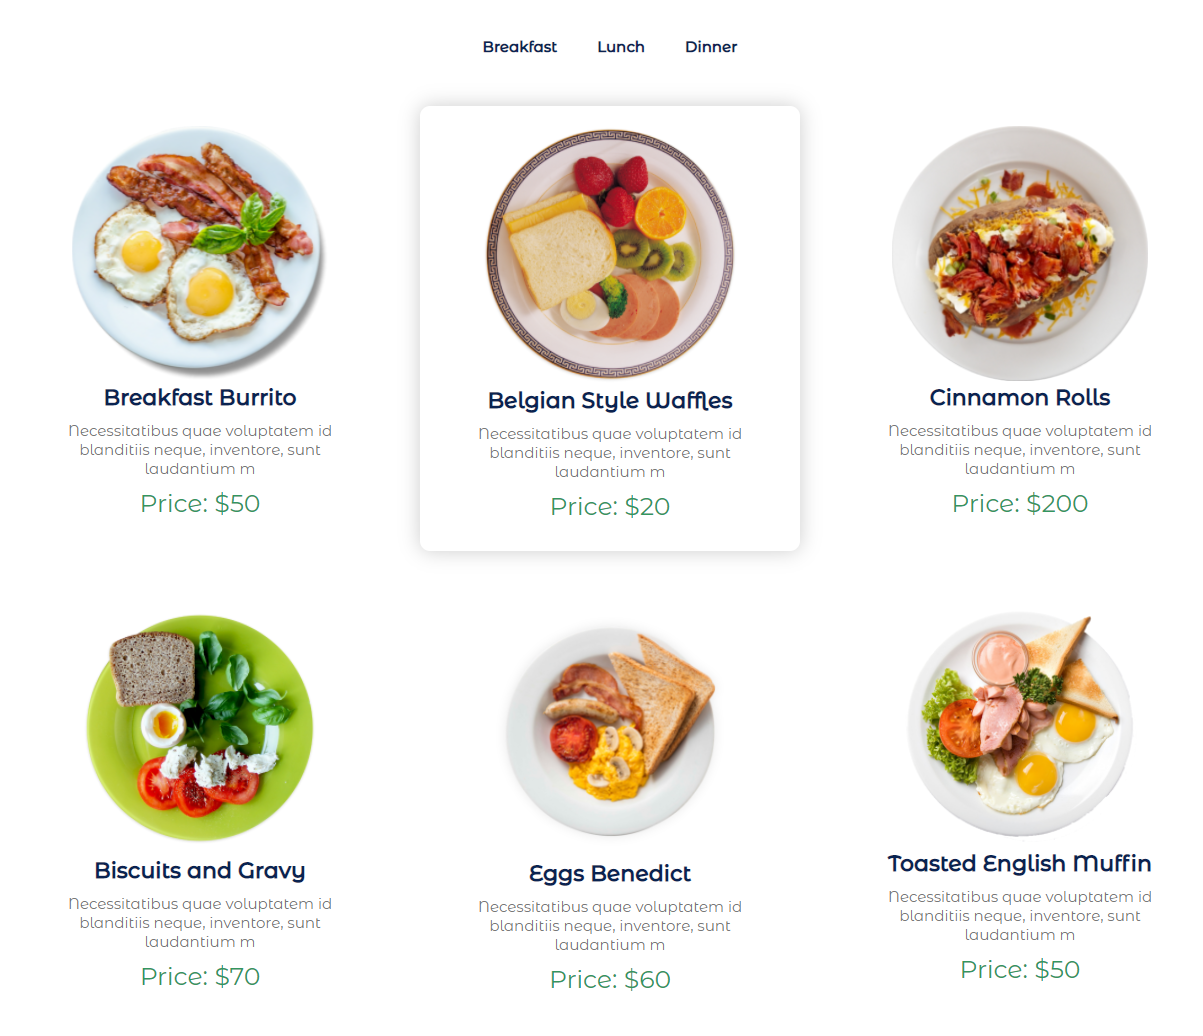 Breakfast Lunch Dinner
Breakfast Burrito
Necessitatibus quae voluptatem id
blanditiis neque, inventore, sunt
laudantium m
Price: $50
Belgian Style Waffles
Necessitatibus quae voluptatem id
blanditiis neque, inventore, sunt
laudantium m
Price: $20
Cinnamon Rolls
Necessitatibus quae voluptatem id
blanditiis neque, inventore, sunt
laudantium m
Price: $200
Biscuits and Gravy
Necessitatibus quae voluptatem id
blanditiis neque, inventore, sunt
laudantium m
Price: $70
Eggs Benedict
Necessitatibus quae voluptatem id
blanditiis neque, inventore, sunt
laudantium m
Price: $60
Toasted English Muffin
Necessitatibus quae voluptatem id
blanditiis neque, inventore, sunt
laudantium m
Price: $50